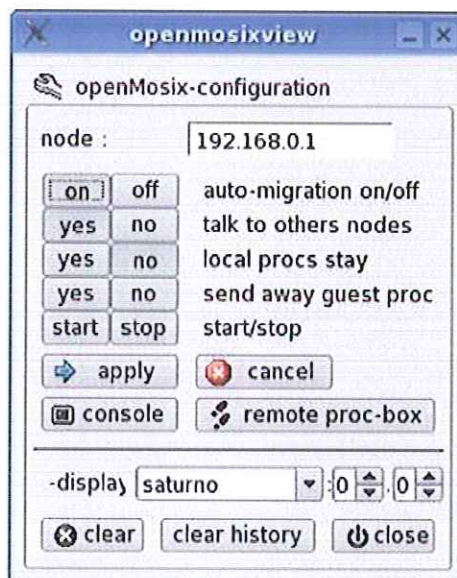 openmosixview
openMosix-configuration
node : 192.168.0.1
on off auto-migration on/off
yes no talk to others nodes
yes no local procs stay
yes no send away guest proc
start stop start/stop
apply cancel
console remote proc-box
-display saturno :0 .0
clear clear history close